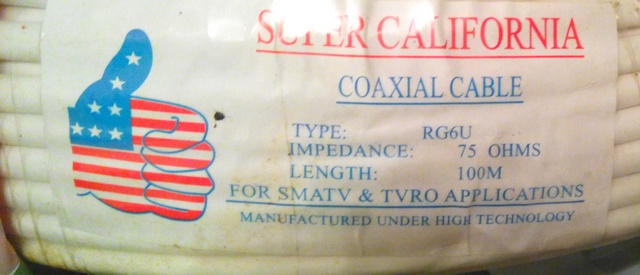 SUPER CALIFORNIA
COAXIAL CABLE
TYPE: RG6U
IMPEDANCE: 75 OHMS
LENGTH: 100M
FOR SMATV & TVRO APPLICATIONS
MANUFACTURED UNDER HIGH TECHNOLOGY